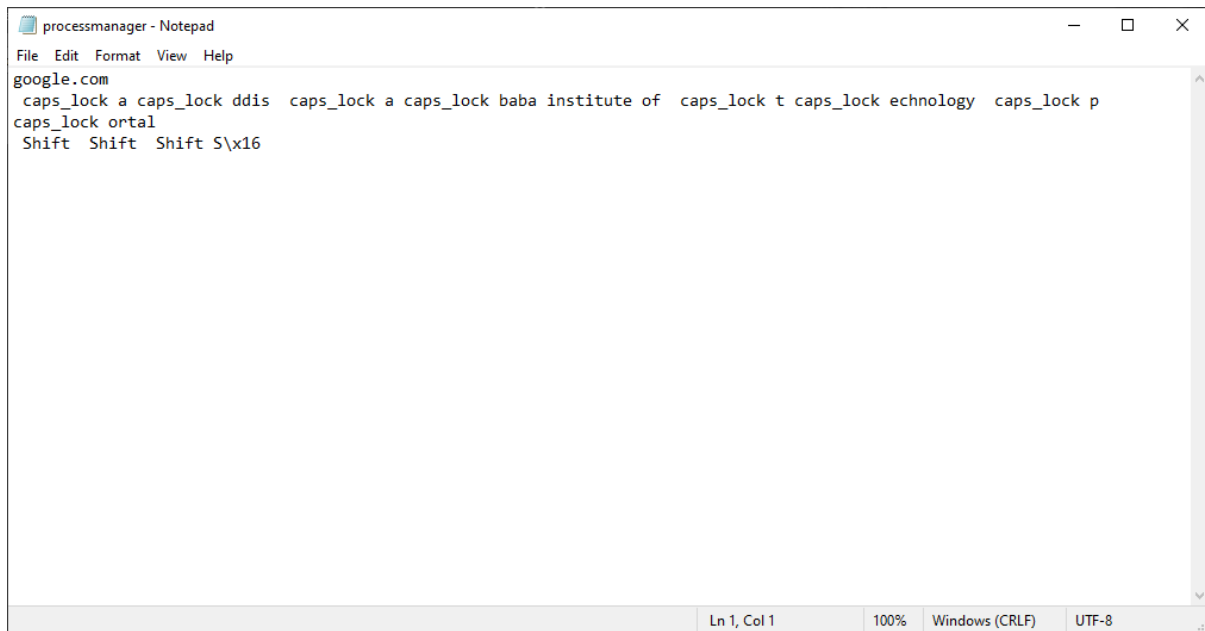 processmanager - Notepad
File Edit Format View Help
google.com
 caps_lock a caps_lock ddis  caps_lock a caps_lock baba institute of  caps_lock t caps_lock echnology  caps_lock p
caps_lock ortal
 Shift  Shift  Shift S\x16
Ln 1, Col 1 100% Windows (CRLF) UTF-8